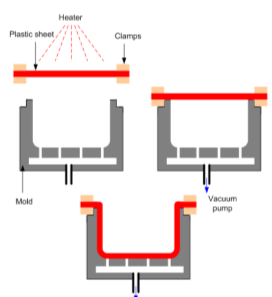 Heater
Plastic sheet
Clamps
Mold
Vacuum
pump